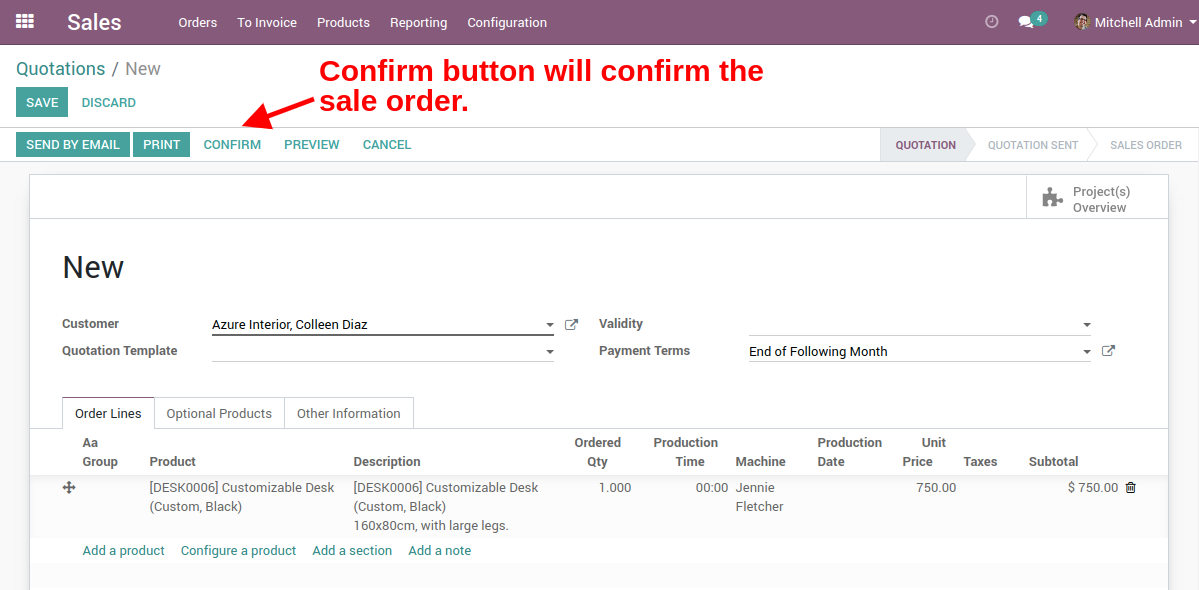 Sales Orders To Invoice Products Reporting Configuration 4 Mitchell Admin
Quotations / New
Confirm button will confirm the
sale order.
SAVE DISCARD
SEND BY EMAIL PRINT CONFIRM PREVIEW CANCEL QUOTATION QUOTATION SENT SALES ORDER
Project(s)
Overview
New
Customer Azure Interior, Colleen Diaz Validity
Quotation Template Payment Terms End of Following Month
Order Lines Optional Products Other Information
Aa Ordered Production Production Unit
Group Product Description Qty Time Machine Date Price Taxes Subtotal
[DESK0006] Customizable Desk [DESK0006] Customizable Desk 1.000 00:00 Jennie 750.00 $ 750.00
(Custom, Black) (Custom, Black) Fletcher
160x80cm, with large legs.
Add a product Configure a product Add a section Add a note